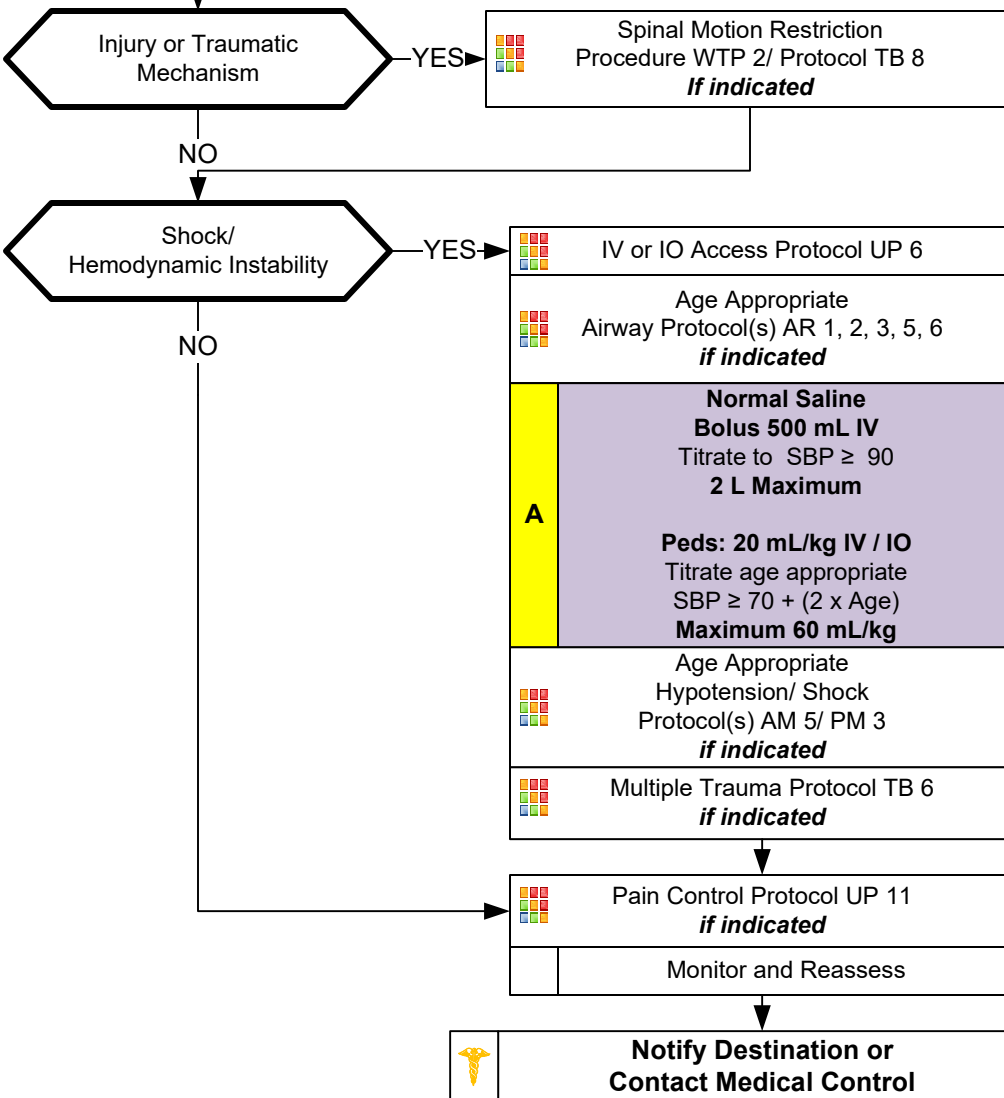 Injury or Traumatic
Mechanism
YES
Spinal Motion Restriction
Procedure WTP 2/ Protocol TB 8
If indicated
NO
Shock/
Hemodynamic Instability
YES
IV or IO Access Protocol UP 6
Age Appropriate
Airway Protocol(s) AR 1, 2, 3, 5, 6
if indicated
NO
A
Normal Saline
Bolus 500 mL IV
Titrate to SBP ≥ 90
2 L Maximum
Peds: 20 mL/kg IV / IO
Titrate age appropriate
SBP ≥ 70 + (2 x Age)
Maximum 60 mL/kg
Age Appropriate
Hypotension/ Shock
Protocol(s) AM 5/ PM 3
if indicated
Multiple Trauma Protocol TB 6
if indicated
Pain Control Protocol UP 11
if indicated
Monitor and Reassess
Notify Destination or
Contact Medical Control